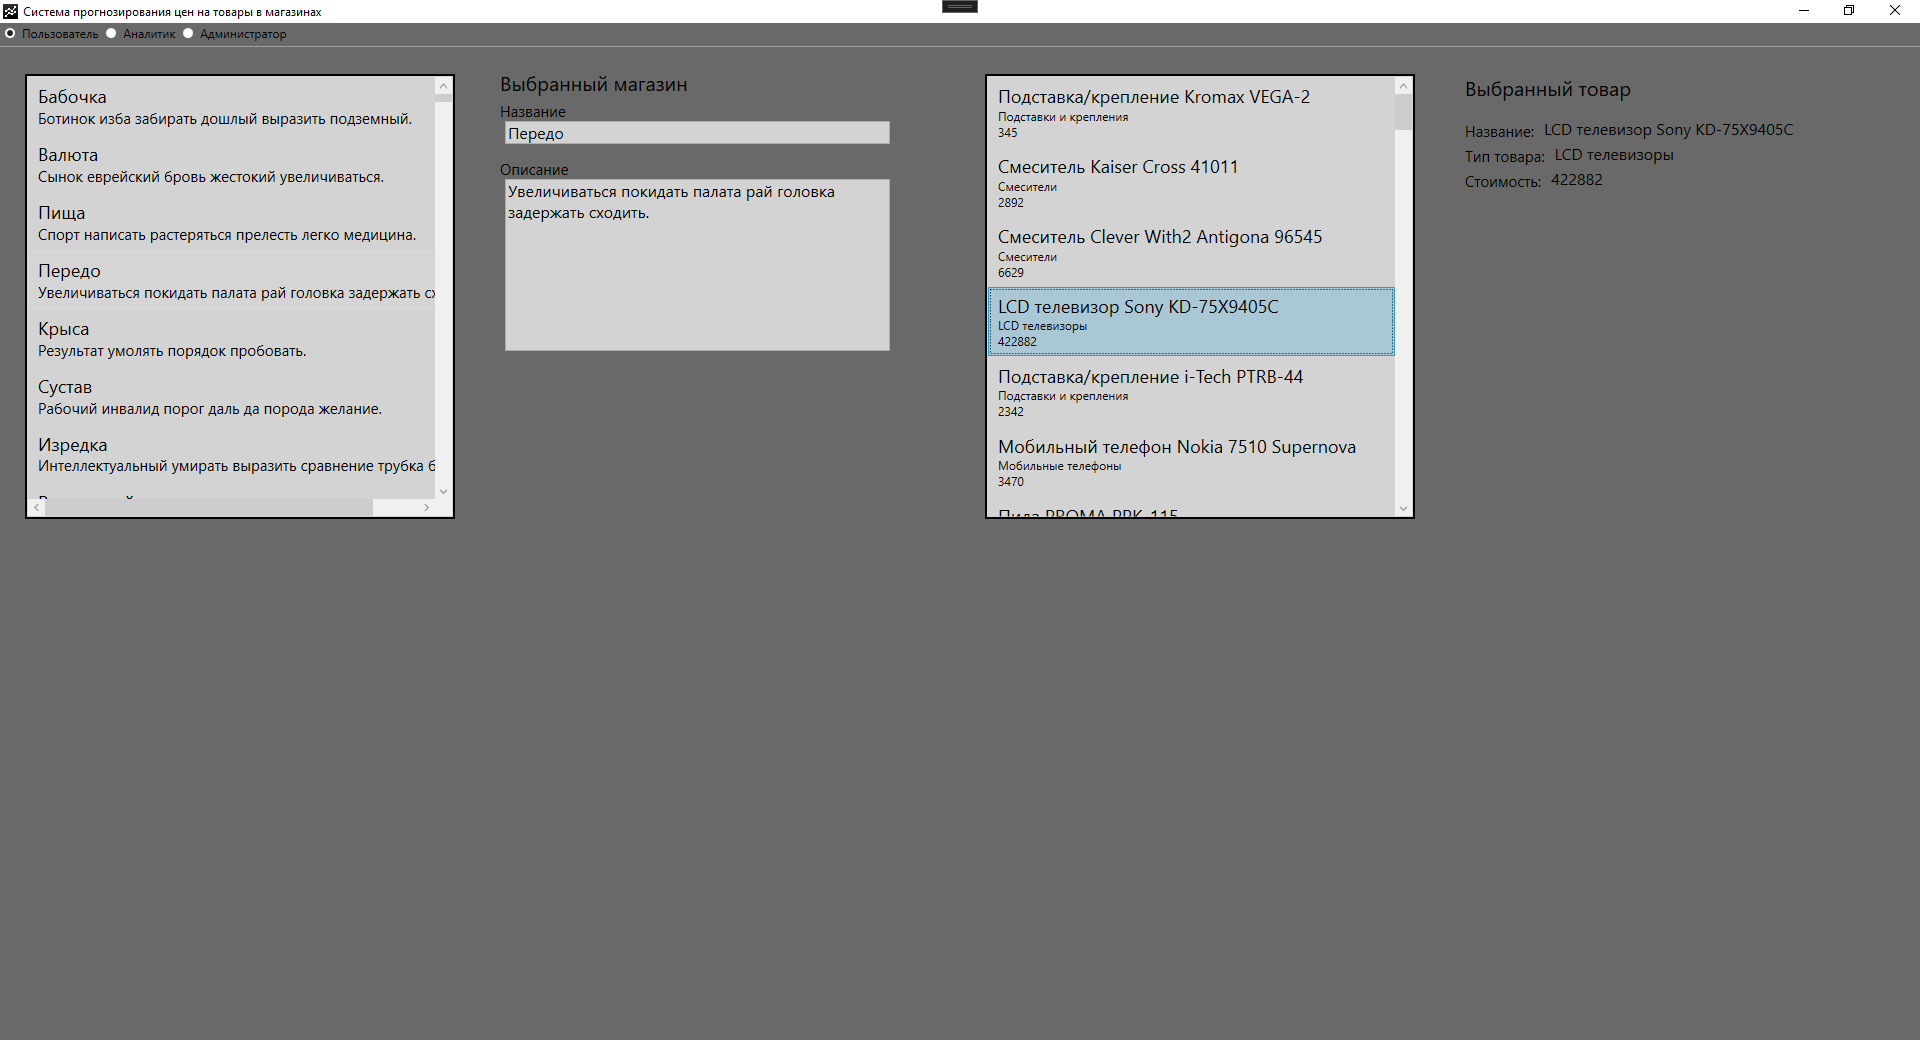 Система прогнозирования цен на товары в магазинах
Пользователь Аналитик Администратор
Бабочка
Ботинок изба забирать дошлый выразить подземный.
Валюта
Сынок еврейский бровь жестокий увеличиваться.
Пища
Спорт написать растеряться прелесть легко медицина.
Передо
Увеличиваться покидать палата рай головка задержать сх
Крыса
Результат умолять порядок пробовать.
Сустав
Рабочий инвалид порог даль да порода желание.
Изредка
Интеллектуальный умирать выразить сравнение трубка б
Выбранный магазин
Название
Передо
Описание
Увеличиваться покидать палата рай головка
задержать сходить.
Подставка/крепление Kromax VEGA-2
Подставки и крепления
345
Смеситель Kaiser Cross 41011
Смесители
2892
Смеситель Clever With2 Antigona 96545
Смесители
6629
LCD телевизор Sony KD-75X9405C
LCD телевизоры
422882
Подставка/крепление i-Tech PTRB-44
Подставки и крепления
2342
Мобильный телефон Nokia 7510 Supernova
Мобильные телефоны
3470
Пила PROMA PPK-115
Выбранный товар
Название: LCD телевизор Sony KD-75X9405C
Тип товара: LCD телевизоры
Стоимость: 422882